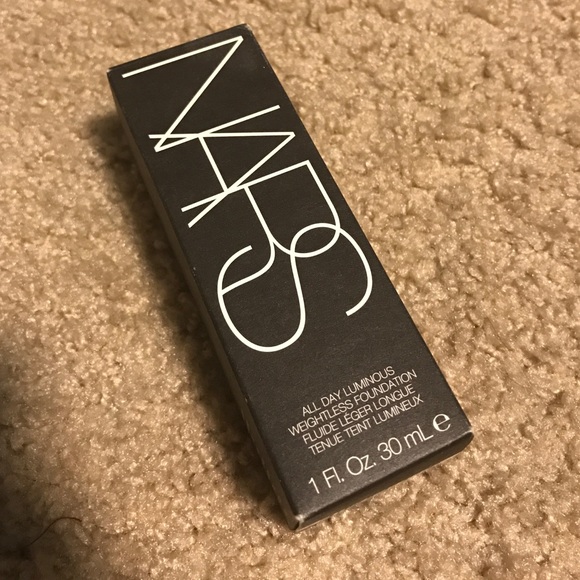 NARS
ALL DAY LUMINOUS
WEIGHTLESS FOUNDATION
FLUIDE LÉGER LONGUE
TENUE TEINT LUMINEUX
1 Fl. Oz. 30 mL ℮